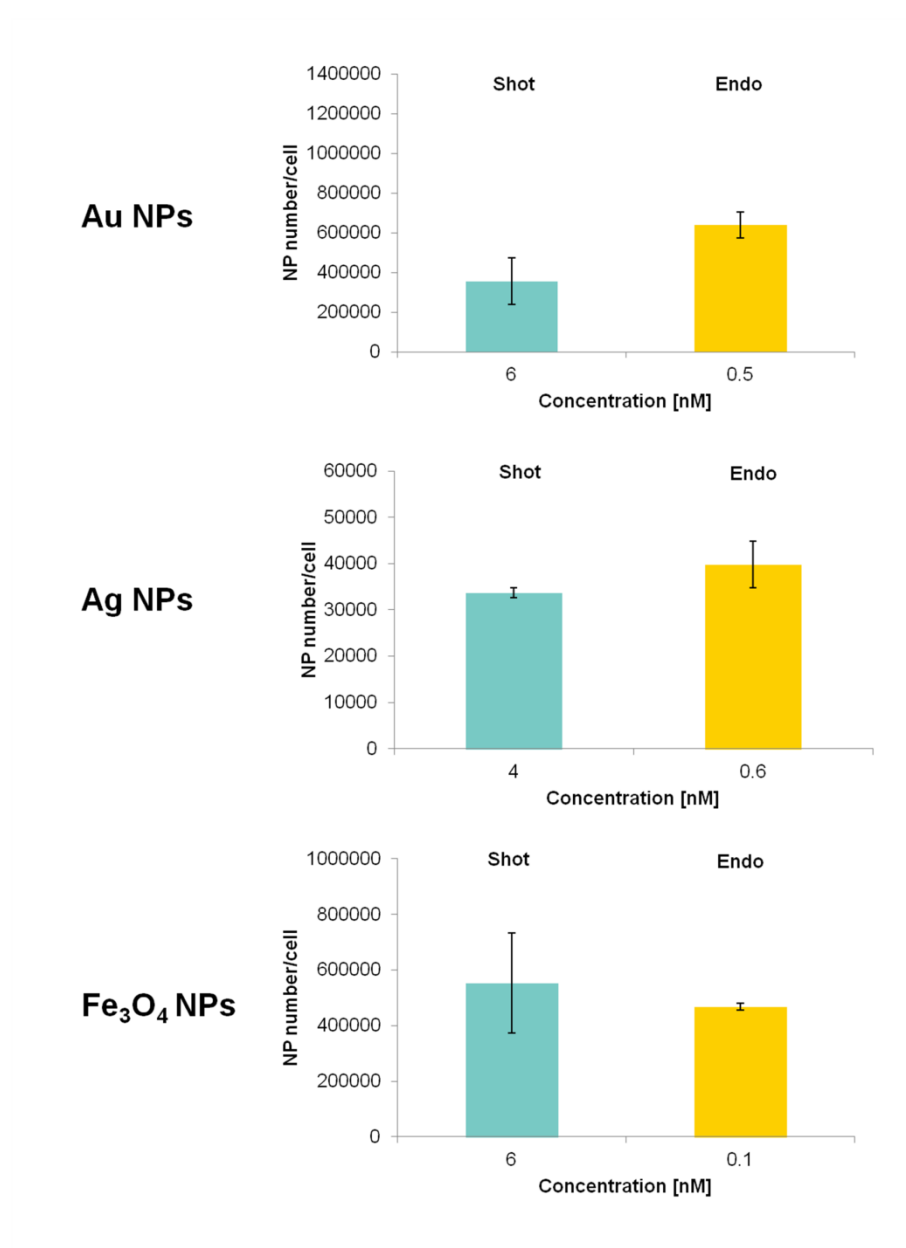 Au NPs
NP number/cell
1400000
1200000
1000000
800000
600000
400000
200000
0
Shot
Endo
6
0.5
Concentration [nM]
Ag NPs
NP number/cell
60000
50000
40000
30000
20000
10000
0
Shot
Endo
4
0.6
Concentration [nM]
Fe₃O₄ NPs
NP number/cell
1000000
800000
600000
400000
200000
0
Shot
Endo
6
0.1
Concentration [nM]